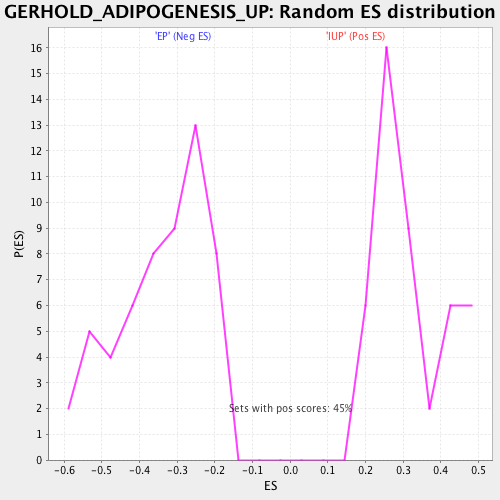 GERHOLD_ADIPOGENESIS_UP: Random ES distribution
'EP' (Neg ES) 'IUP' (Pos ES)
16
15
14
13
12
11
10
9
8
7
6
5
4
3
2
1
0
P(ES)
Sets with pos scores: 45%
-0.6 -0.5 -0.4 -0.3 -0.2 -0.1 0.0 0.1 0.2 0.3 0.4 0.5
ES